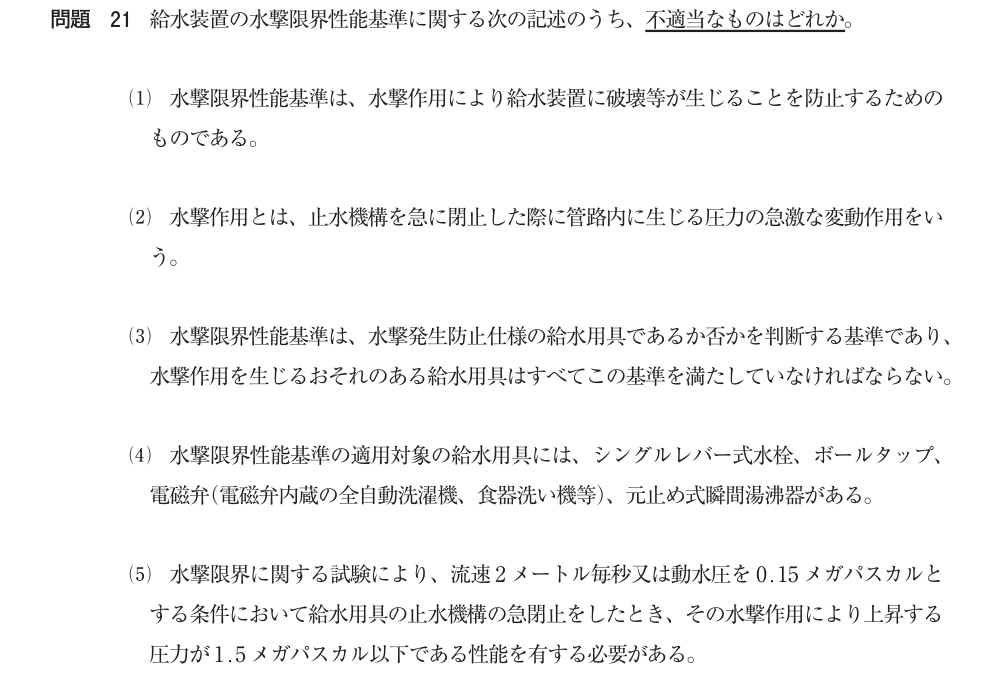 問題 21 給水装置の水撃限界性能基準に関する次の記述のうち、不適当なものはどれか。
(1) 水撃限界性能基準は、水撃作用により給水装置に破壊等が生じることを防止するための
ものである。
(2) 水撃作用とは、止水機構を急に閉止した際に管路内に生じる圧力の急激な変動作用をい
う。
(3) 水撃限界性能基準は、水撃発生防止仕様の給水用具であるか否かを判断する基準であり、
水撃作用を生じるおそれのある給水用具はすべてこの基準を満たしていなければならない。
(4) 水撃限界性能基準の適用対象の給水用具には、シングルレバー式水栓、ボールタップ、
電磁弁(電磁弁内蔵の全自動洗濯機、食器洗い機等)、元止め式瞬間湯沸器がある。
(5) 水撃限界に関する試験により、流速2メートル毎秒又は動水圧を0.15メガパスカルと
する条件において給水用具の止水機構の急閉止をしたとき、その水撃作用により上昇する
圧力が1.5メガパスカル以下である性能を有する必要がある。